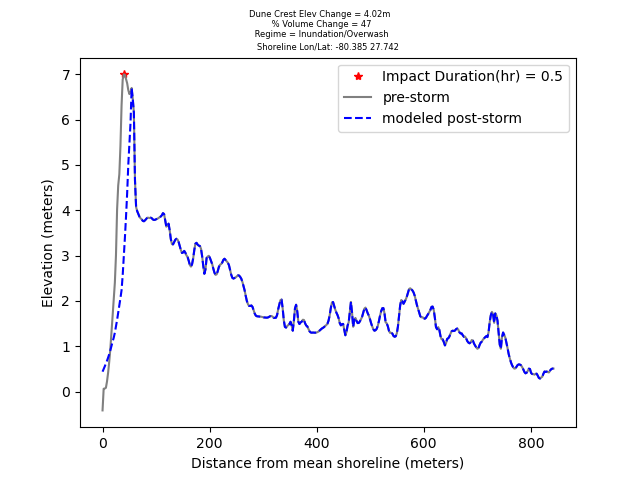 Dune Crest Elev Change = 4.02m
% Volume Change = 47
Regime = Inundation/Overwash
Shoreline Lon/Lat: -80.385 27.742
Impact Duration(hr) = 0.5
pre-storm
modeled post-storm
Elevation (meters)
7
6
5
4
3
2
1
0
0 200 400 600 800
Distance from mean shoreline (meters)